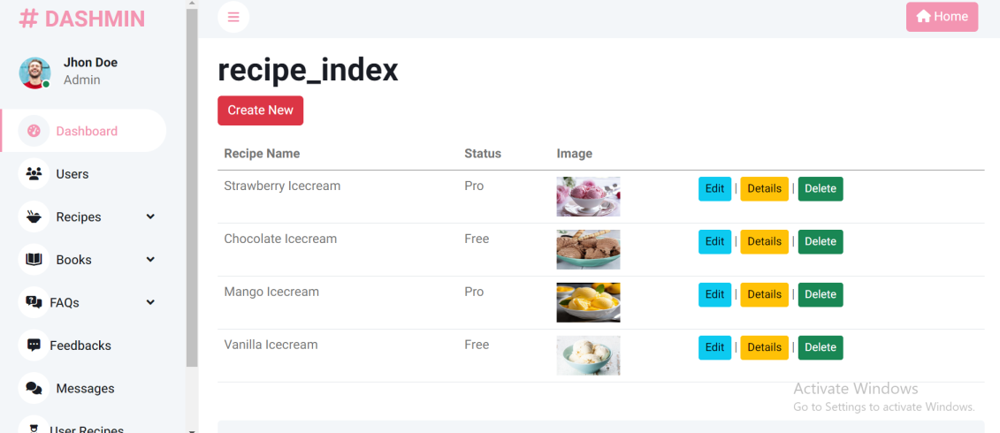 # DASHMIN
Jhon Doe
Admin
Dashboard
Users
Recipes
Books
FAQs
Feedbacks
Messages
User Recipes
Home
recipe_index
Create New
Recipe Name Status Image
Strawberry Icecream Pro Edit | Details | Delete
Chocolate Icecream Free Edit | Details | Delete
Mango Icecream Pro Edit | Details | Delete
Vanilla Icecream Free Edit | Details | Delete
Activate Windows
Go to Settings to activate Windows.